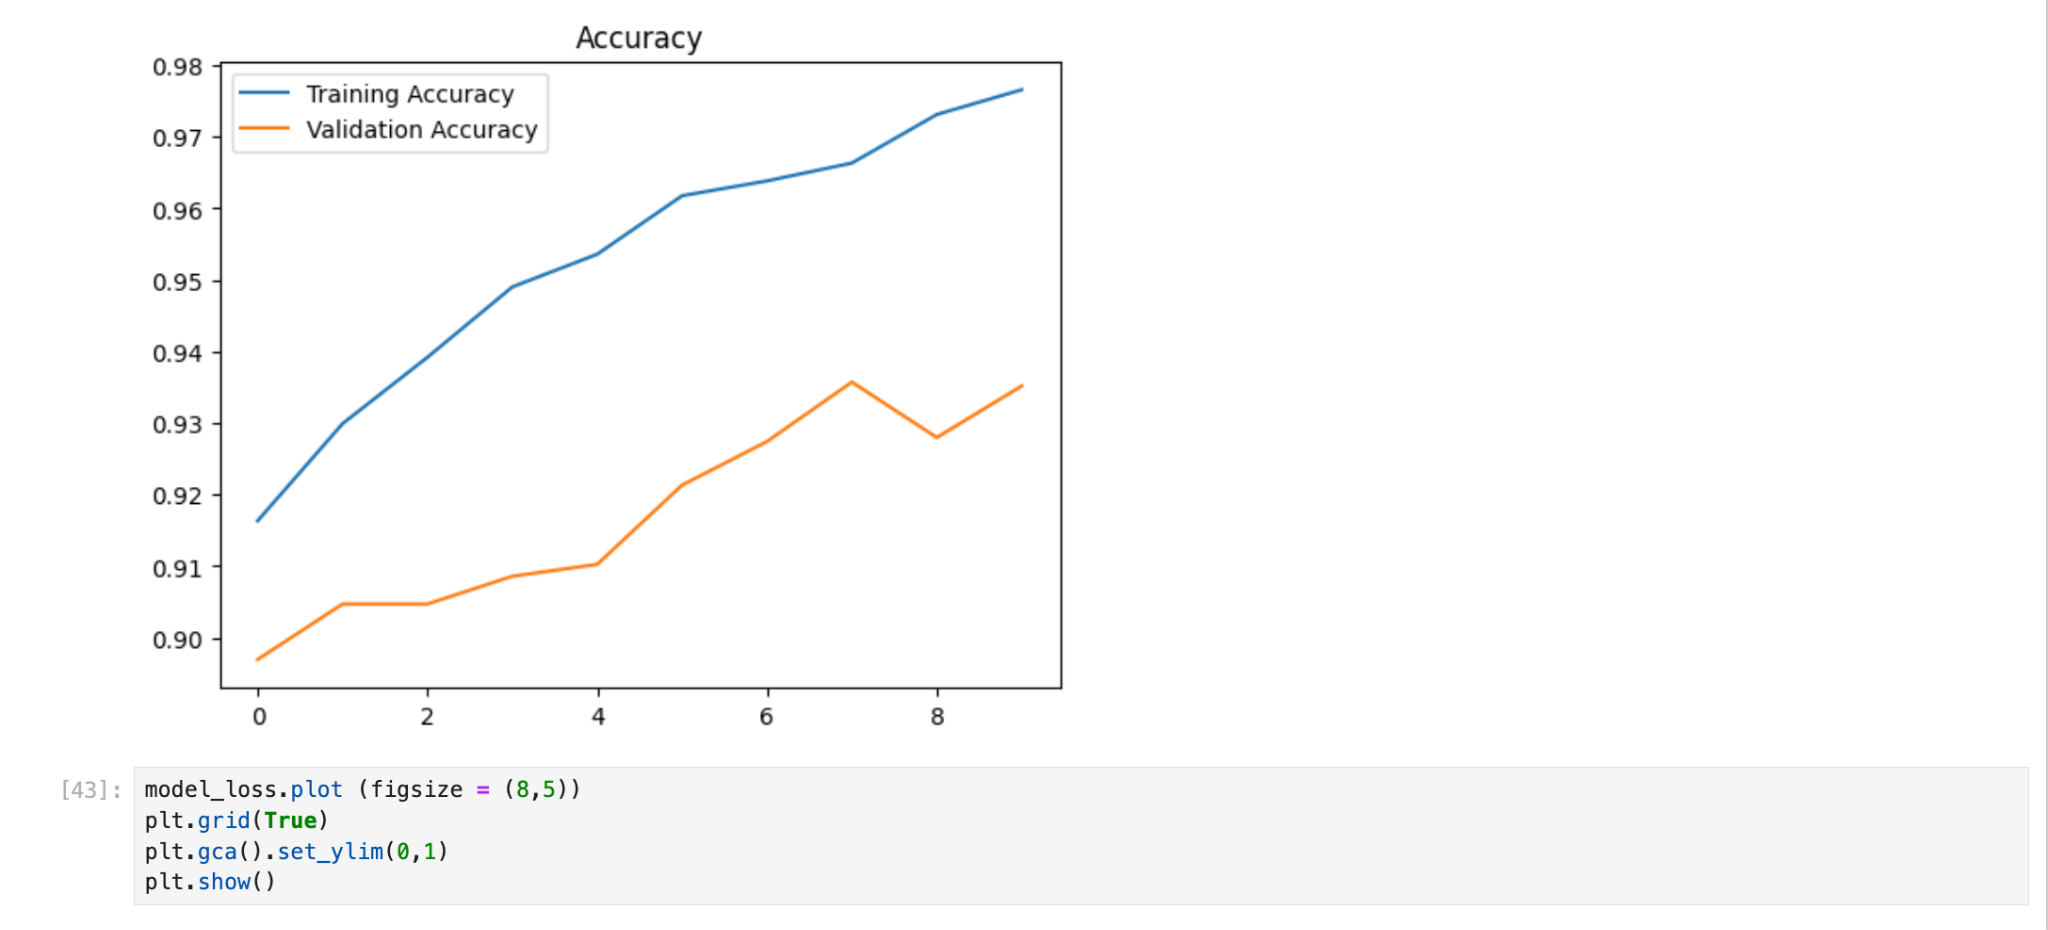 Accuracy
Training Accuracy
Validation Accuracy
0.98
0.97
0.96
0.95
0.94
0.93
0.92
0.91
0.90
0 2 4 6 8
[43]: model_loss.plot (figsize = (8,5))
plt.grid(True)
plt.gca().set_ylim(0,1)
plt.show()